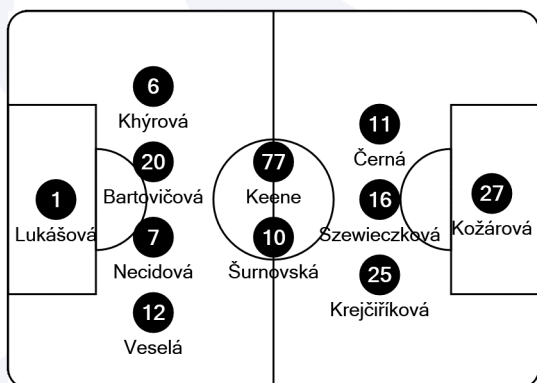 6
Khýrová
20
Bartovičová
1
Lukášová
7
Necidová
12
Veselá
77
Keene
10
Šurnovská
11
Černá
16
Szewieczková
25
Krejčiříková
27
Kožárová